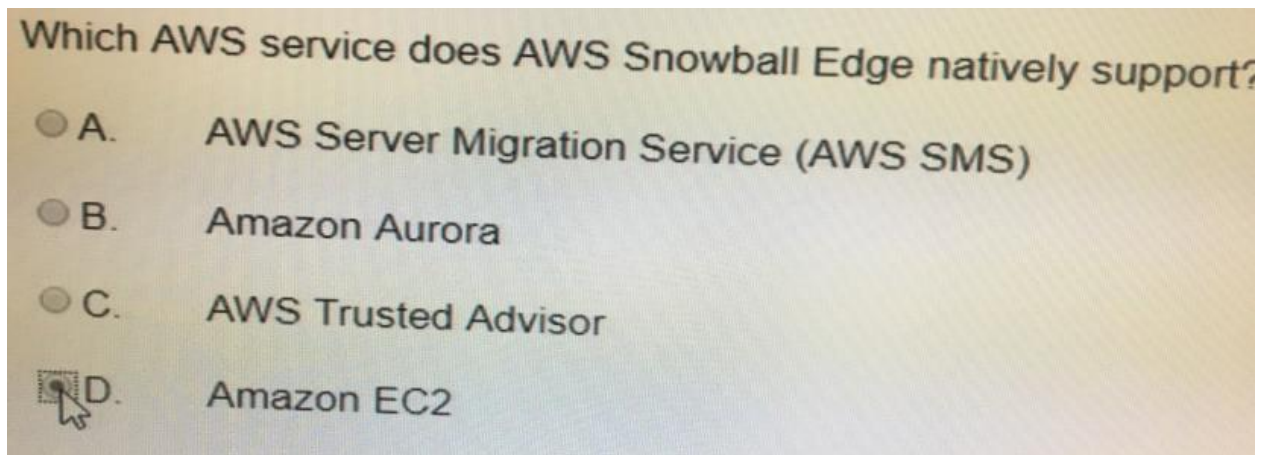 Which AWS service does AWS Snowball Edge natively support?
A. AWS Server Migration Service (AWS SMS)
B. Amazon Aurora
C. AWS Trusted Advisor
D. Amazon EC2